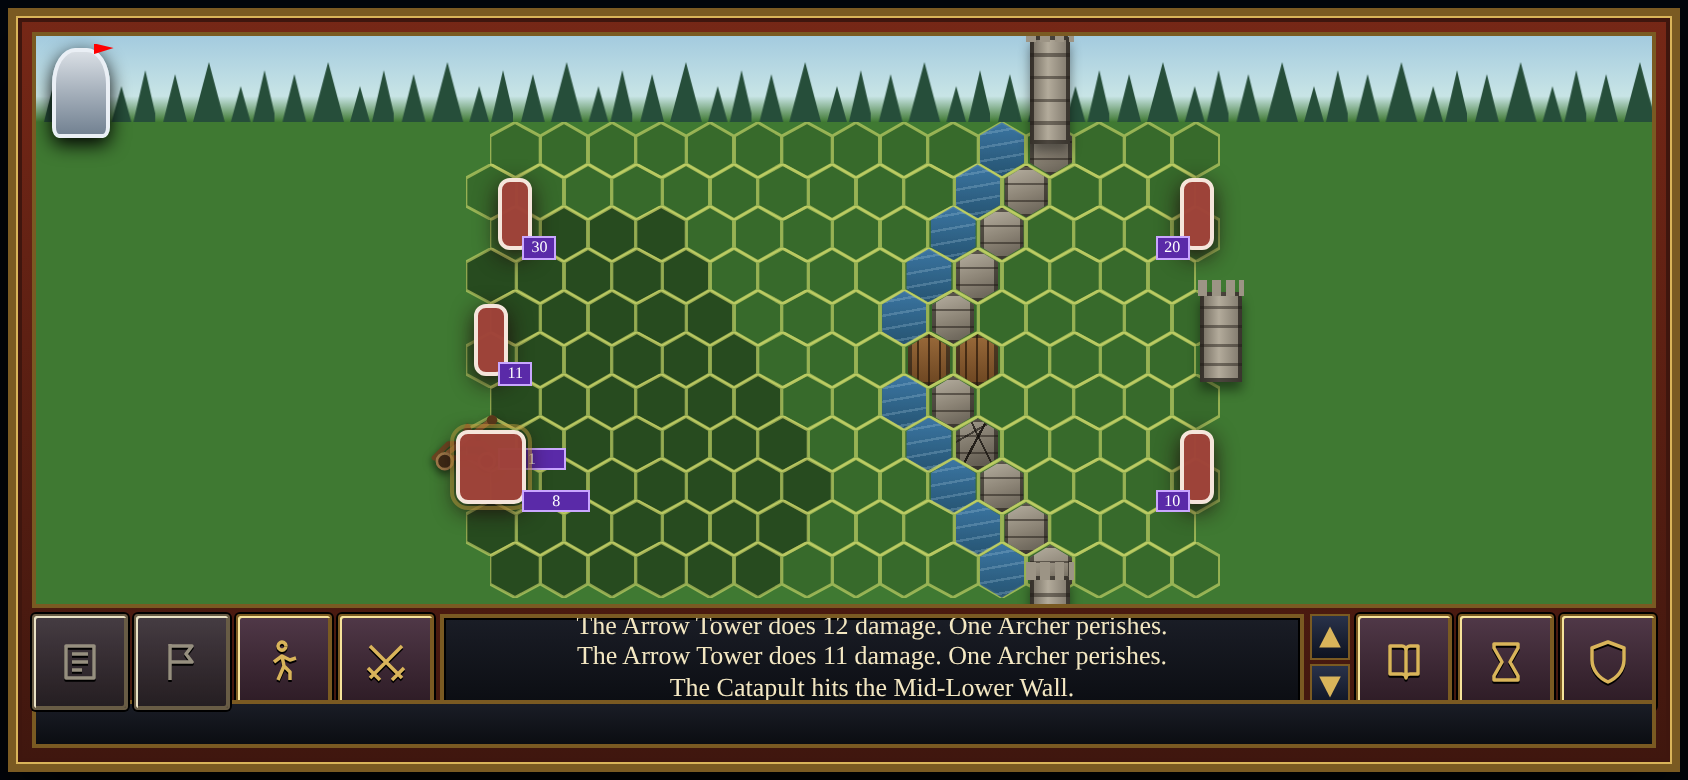 30
20
11
1
8
10
The Arrow Tower does 12 damage. One Archer perishes.
The Arrow Tower does 11 damage. One Archer perishes.
The Catapult hits the Mid-Lower Wall.